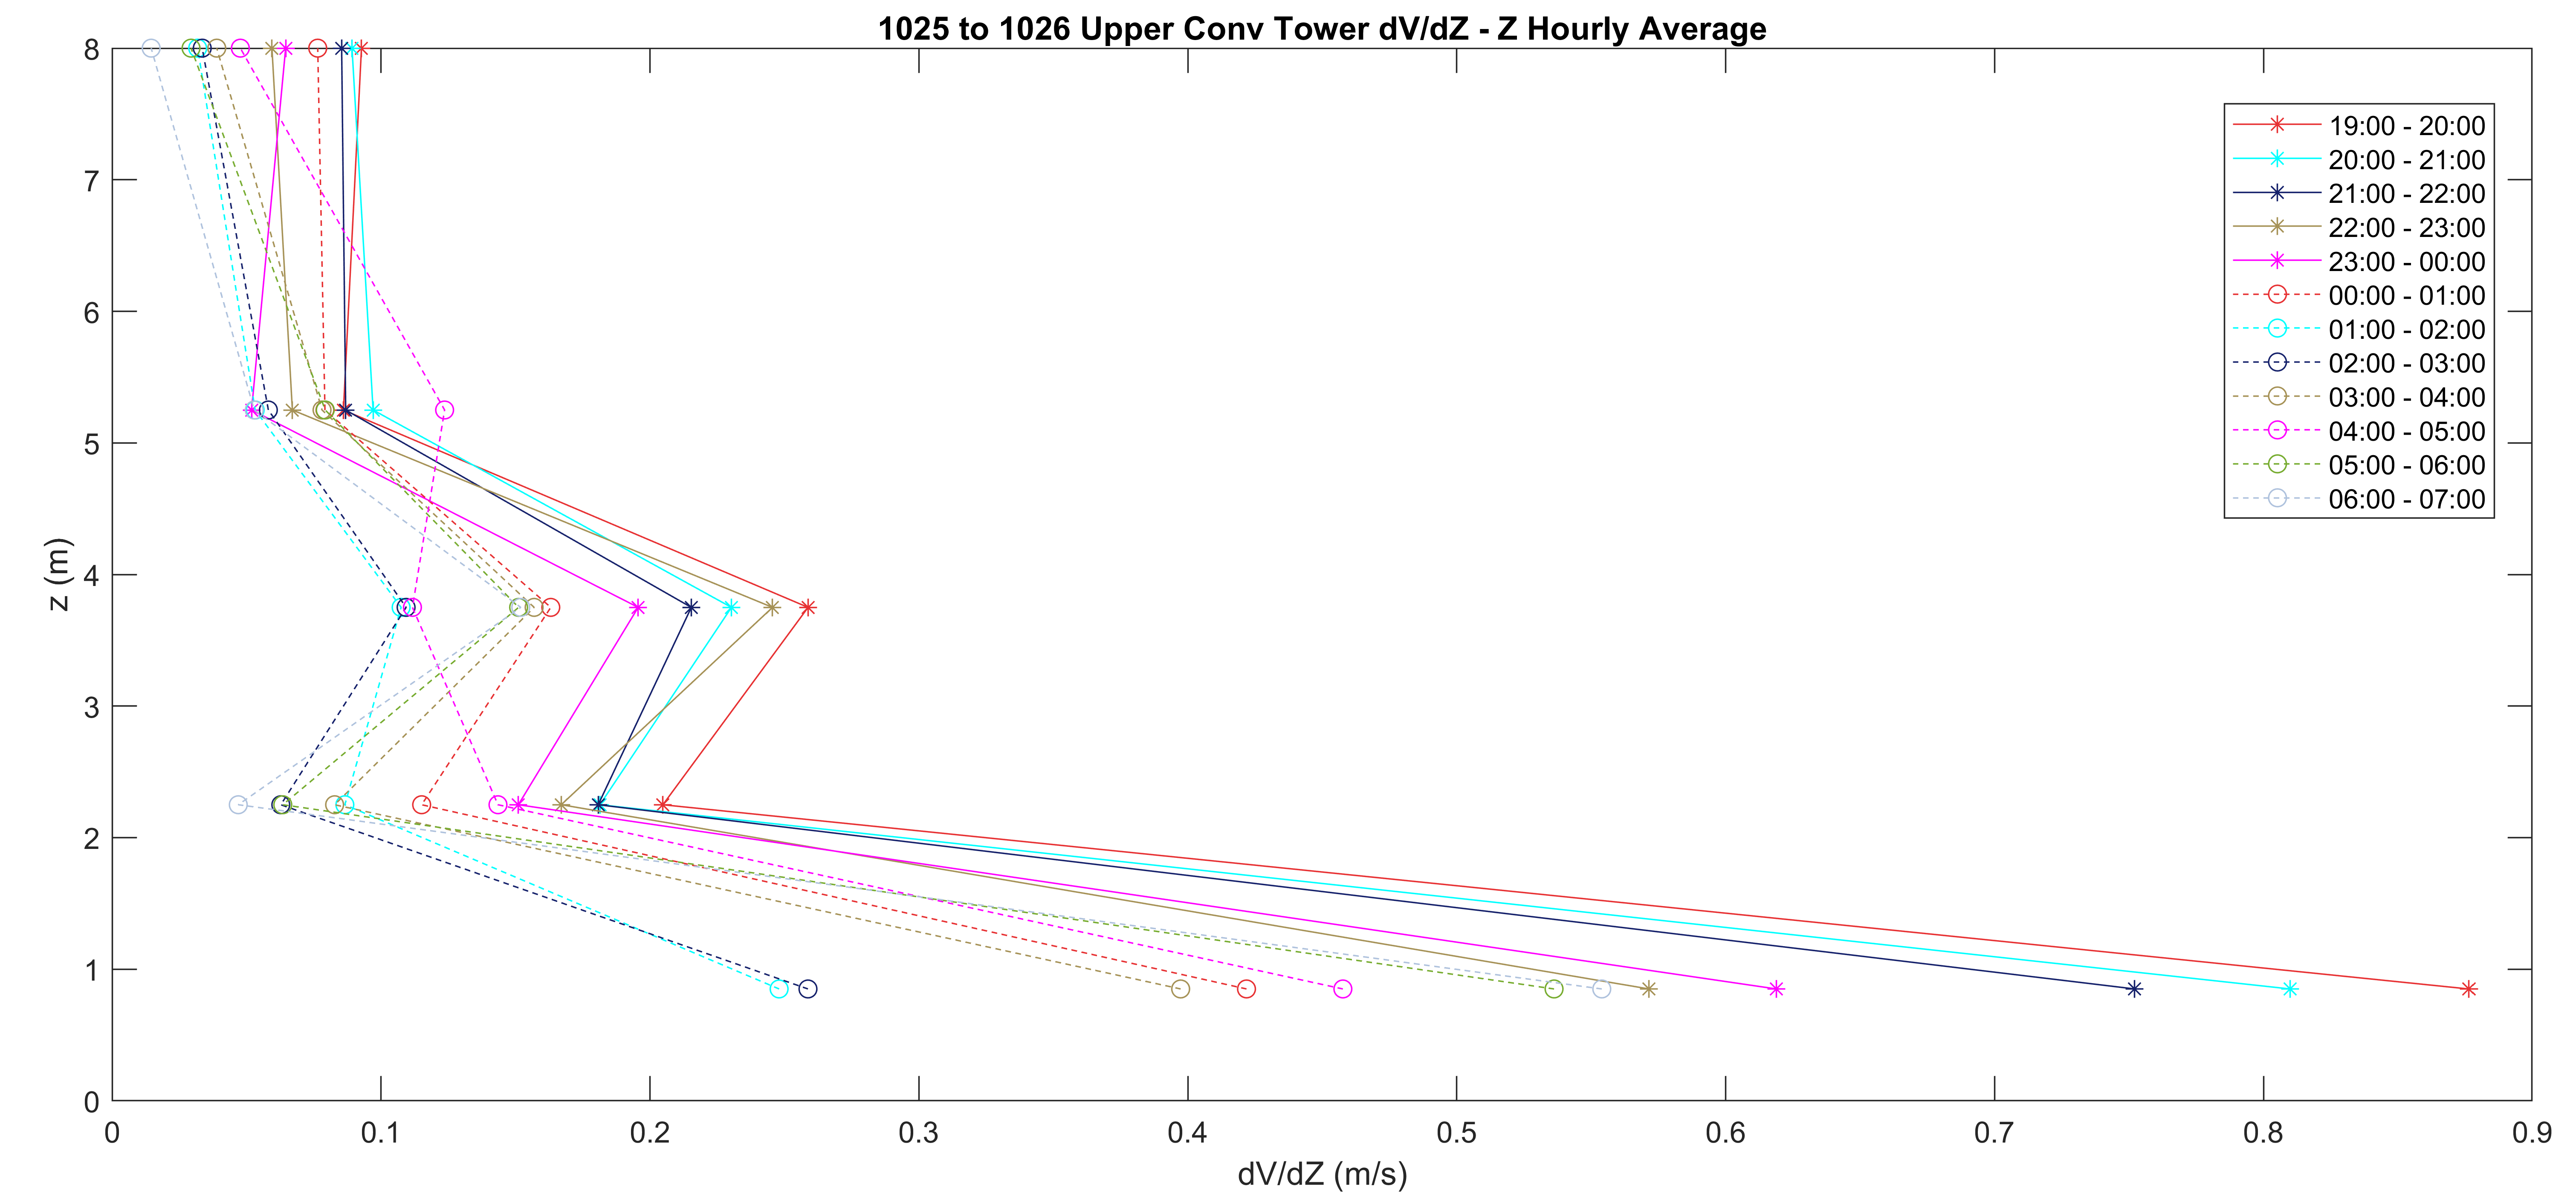 1025 to 1026 Upper Conv Tower dV/dZ - Z Hourly Average
8
7
6
5
4
3
2
1
0
z (m)
19:00 - 20:00
20:00 - 21:00
21:00 - 22:00
22:00 - 23:00
23:00 - 00:00
00:00 - 01:00
01:00 - 02:00
02:00 - 03:00
03:00 - 04:00
04:00 - 05:00
05:00 - 06:00
06:00 - 07:00
0 0.1 0.2 0.3 0.4 0.5 0.6 0.7 0.8 0.9
dV/dZ (m/s)